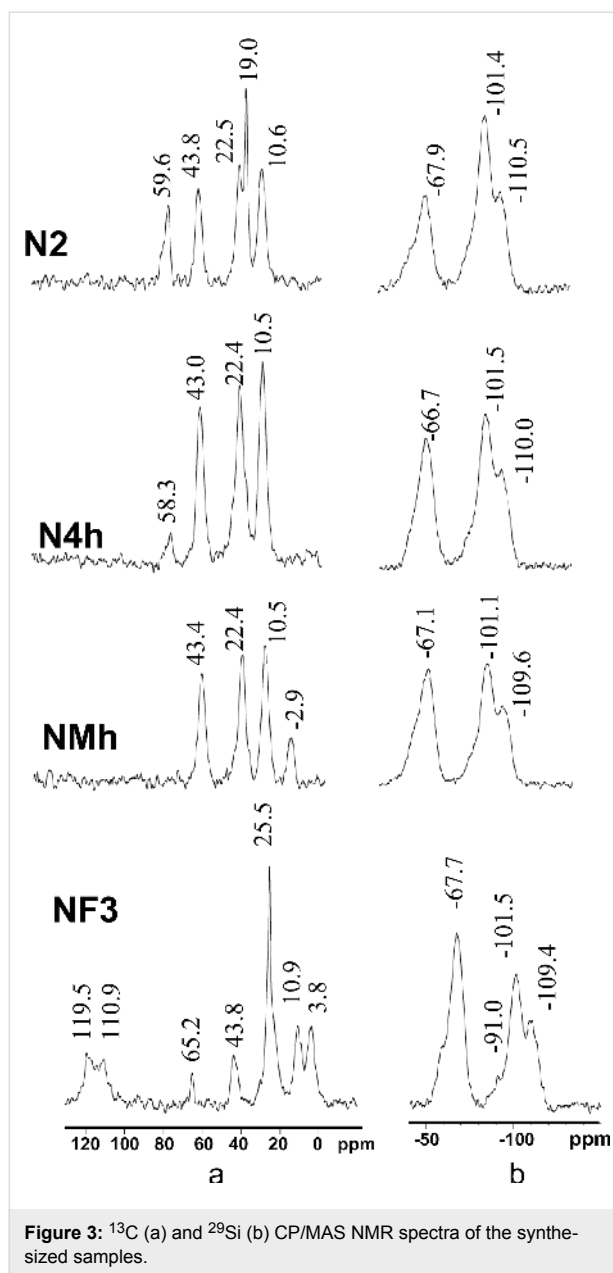 59.6 43.8 22.5 19.0 10.6 -67.9 -101.4 -110.5
N2
58.3 43.0 22.4 10.5 -66.7 -101.5 -110.0
N4h
43.4 22.4 10.5 -2.9 -67.1 -101.1 -109.6
NMh
119.5 110.9 65.2 43.8 25.5 10.9 3.8 -67.7 -91.0 -101.5 -109.4
NF3
120 100 80 60 40 20 0 ppm -50 -100 ppm
a b
Figure 3: 13C (a) and 29Si (b) CP/MAS NMR spectra of the synthe-
sized samples.